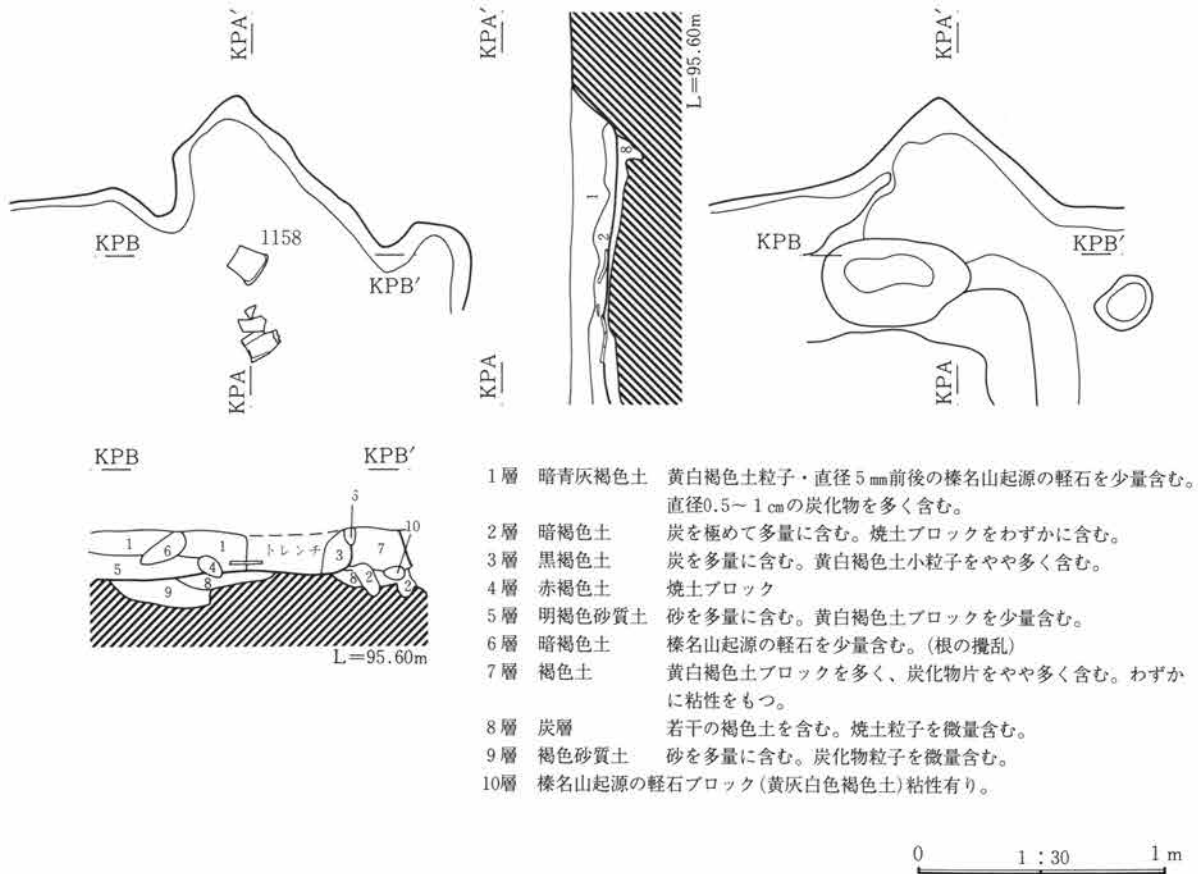 KPA'
KPA'
L=95.60m
KPA'
1
8
2
KPB
1158
KPB'
KPA
KPA
KPB
KPB'
KPA
KPB
KPB'
1
6
1
トレンチ
3
7
10
5
4
8
2
8
2
9
L=95.60m
1層 暗青灰褐色土 黄白褐色土粒子・直径5㎜前後の榛名山起源の軽石を少量含む。
直径0.5~1㎝の炭化物を多く含む。
2層 暗褐色土 炭を極めて多量に含む。焼土ブロックをわずかに含む。
3層 黒褐色土 炭を多量に含む。黄白褐色土小粒子をやや多く含む。
4層 赤褐色土 焼土ブロック
5層 明褐色砂質土 砂を多量に含む。黄白褐色土ブロックを少量含む。
6層 暗褐色土 榛名山起源の軽石を少量含む。(根の攪乱)
7層 褐色土 黄白褐色土ブロックを多く、炭化物片をやや多く含む。わずか
に粘性をもつ。
8層 炭層 若干の褐色土を含む。焼土粒子を微量含む。
9層 褐色砂質土 砂を多量に含む。炭化物粒子を微量含む。
10層 榛名山起源の軽石ブロック(黄灰白色褐色土)粘性有り。
0 1:30 1m